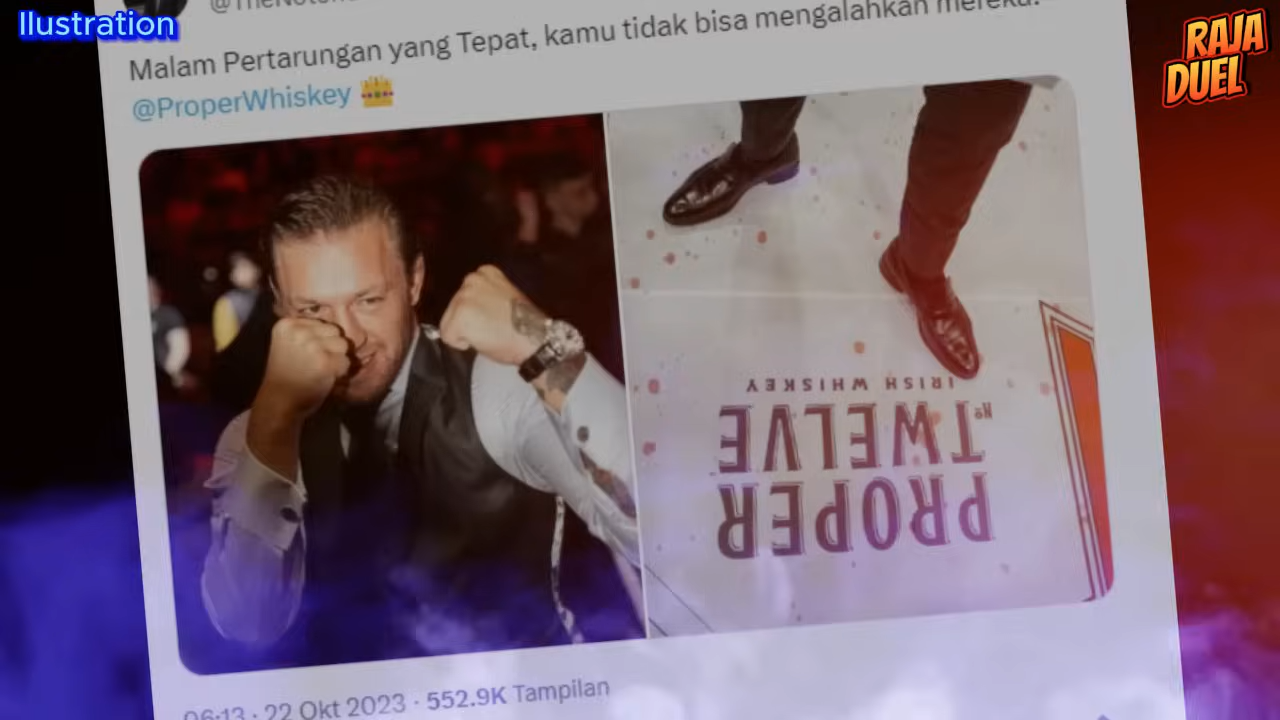 Ilustration
RAJA
DUEL
Malam Pertarungan yang Tepat, kamu tidak bisa mengalahkan mereka.
@ProperWhiskey
PROPER
Nº TWELVE
IRISH WHISKEY
06:13 · 22 Okt 2023 · 552.9K Tampilan